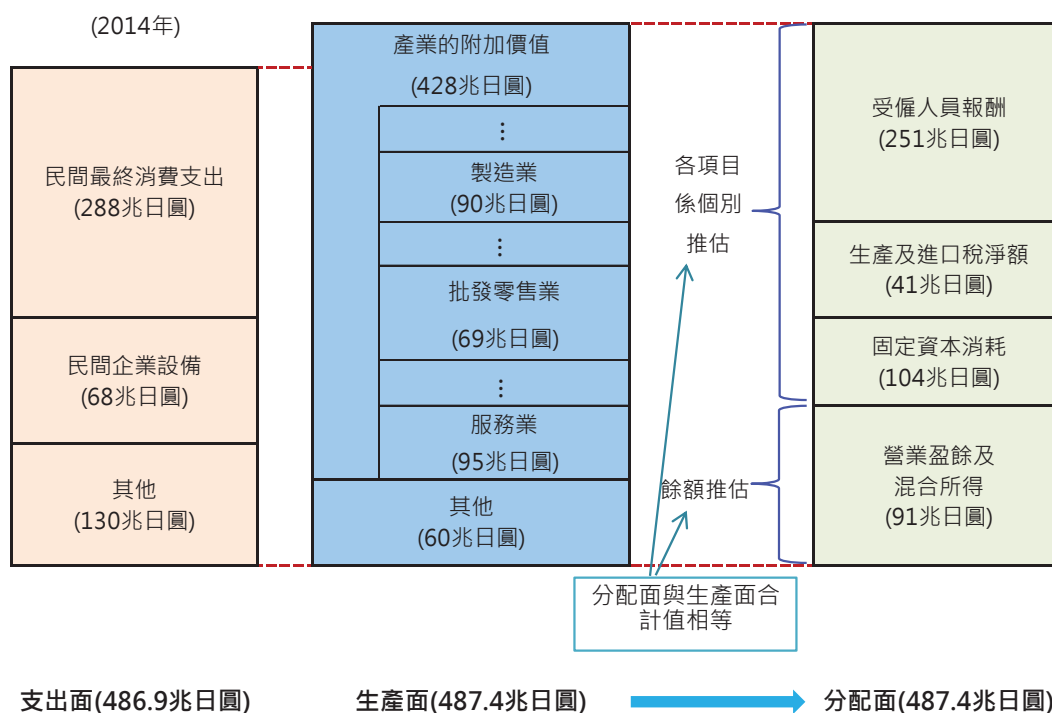 (2014年)
民間最終消費支出
(288兆日圓)
民間企業設備
(68兆日圓)
其他
(130兆日圓)
產業的附加價值
(428兆日圓)
⋮
製造業
(90兆日圓)
⋮
批發零售業
(69兆日圓)
⋮
服務業
(95兆日圓)
其他
(60兆日圓)
各項目
係個別
推估
餘額推估
分配面與生產面合
計值相等
受僱人員報酬
(251兆日圓)
生產及進口稅淨額
(41兆日圓)
固定資本消耗
(104兆日圓)
營業盈餘及
混合所得
(91兆日圓)
支出面(486.9兆日圓)
生產面(487.4兆日圓)
分配面(487.4兆日圓)